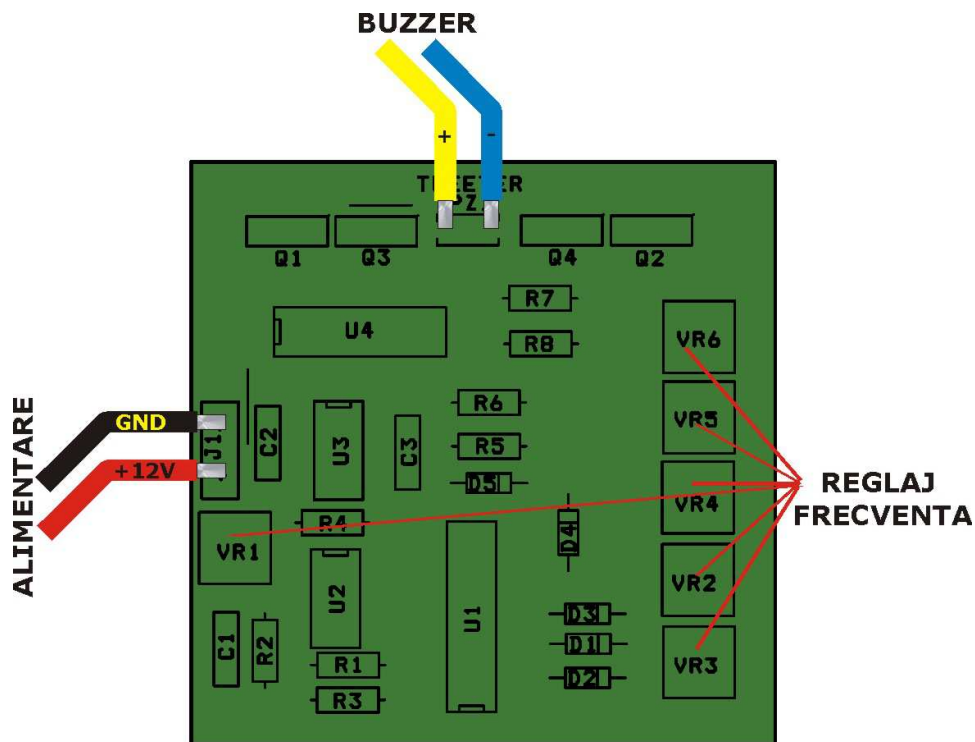 BUZZER
+
-
TWEETER
PZ1
Q1
Q3
Q4
Q2
R7
U4
R8
VR6
R6
VR5
ALIMENTARE
GND
J1
C2
U3
C3
R5
+12V
D5
VR4
REGLAJ
FRECVENTA
R4
D4
VR1
U2
U1
VR2
C1
R2
D3
D1
R1
VR3
D2
R3